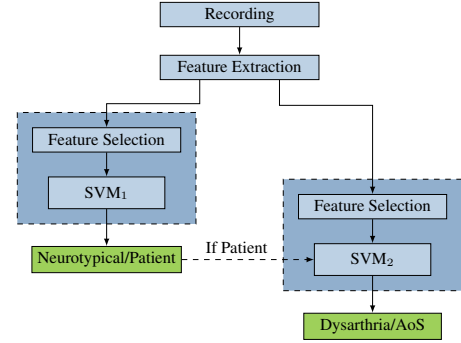 Recording
Feature Extraction
Feature Selection
SVM₁
Neurotypical/Patient
If Patient
Feature Selection
SVM₂
Dysarthria/AoS